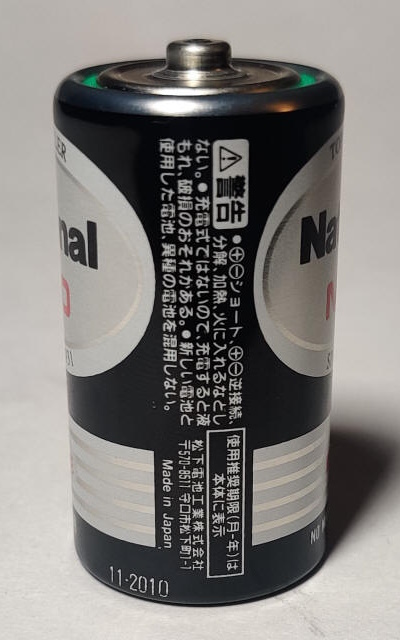 ⚠警告
●⊕⊖ショート、⊕⊖逆接続、
分解、加熱、火に入れるなどし
ない。●充電式ではないので、充電すると液
もれ、破損のおそれがある。●新しい電池と
使用した電池、異種の電池を混用しない。
使用推奨期限(月-年)は
本体に表示
松下電池工業株式会社
〒570-8511 守口市松下町1-1
Made in Japan
11-2010
nal
Na
N
NO